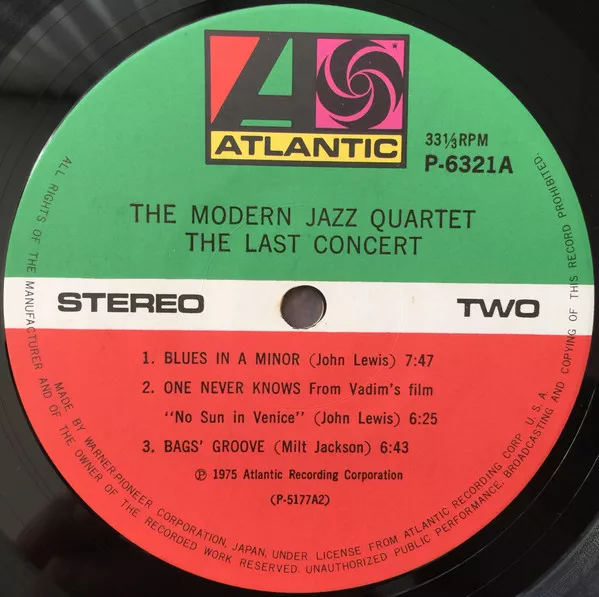 ATLANTIC
33⅓RPM
P-6321A
THE MODERN JAZZ QUARTET
THE LAST CONCERT
STEREO
TWO
1. BLUES IN A MINOR (John Lewis) 7:47
2. ONE NEVER KNOWS From Vadim's film
"No Sun in Venice" (John Lewis) 6:25
3. BAGS' GROOVE (Milt Jackson) 6:43
Ⓟ 1975 Atlantic Recording Corporation
(P-5177A2)
ALL RIGHTS OF THE MANUFACTURER AND OF THE OWNER OF THE RECORDED WORK RESERVED. UNAUTHORIZED PUBLIC PERFORMANCE, BROADCASTING AND COPYING OF THIS RECORD PROHIBITED.
MADE BY WARNER-PIONEER CORPORATION, JAPAN, UNDER LICENSE FROM ATLANTIC RECORDING CORP. U.S.A.